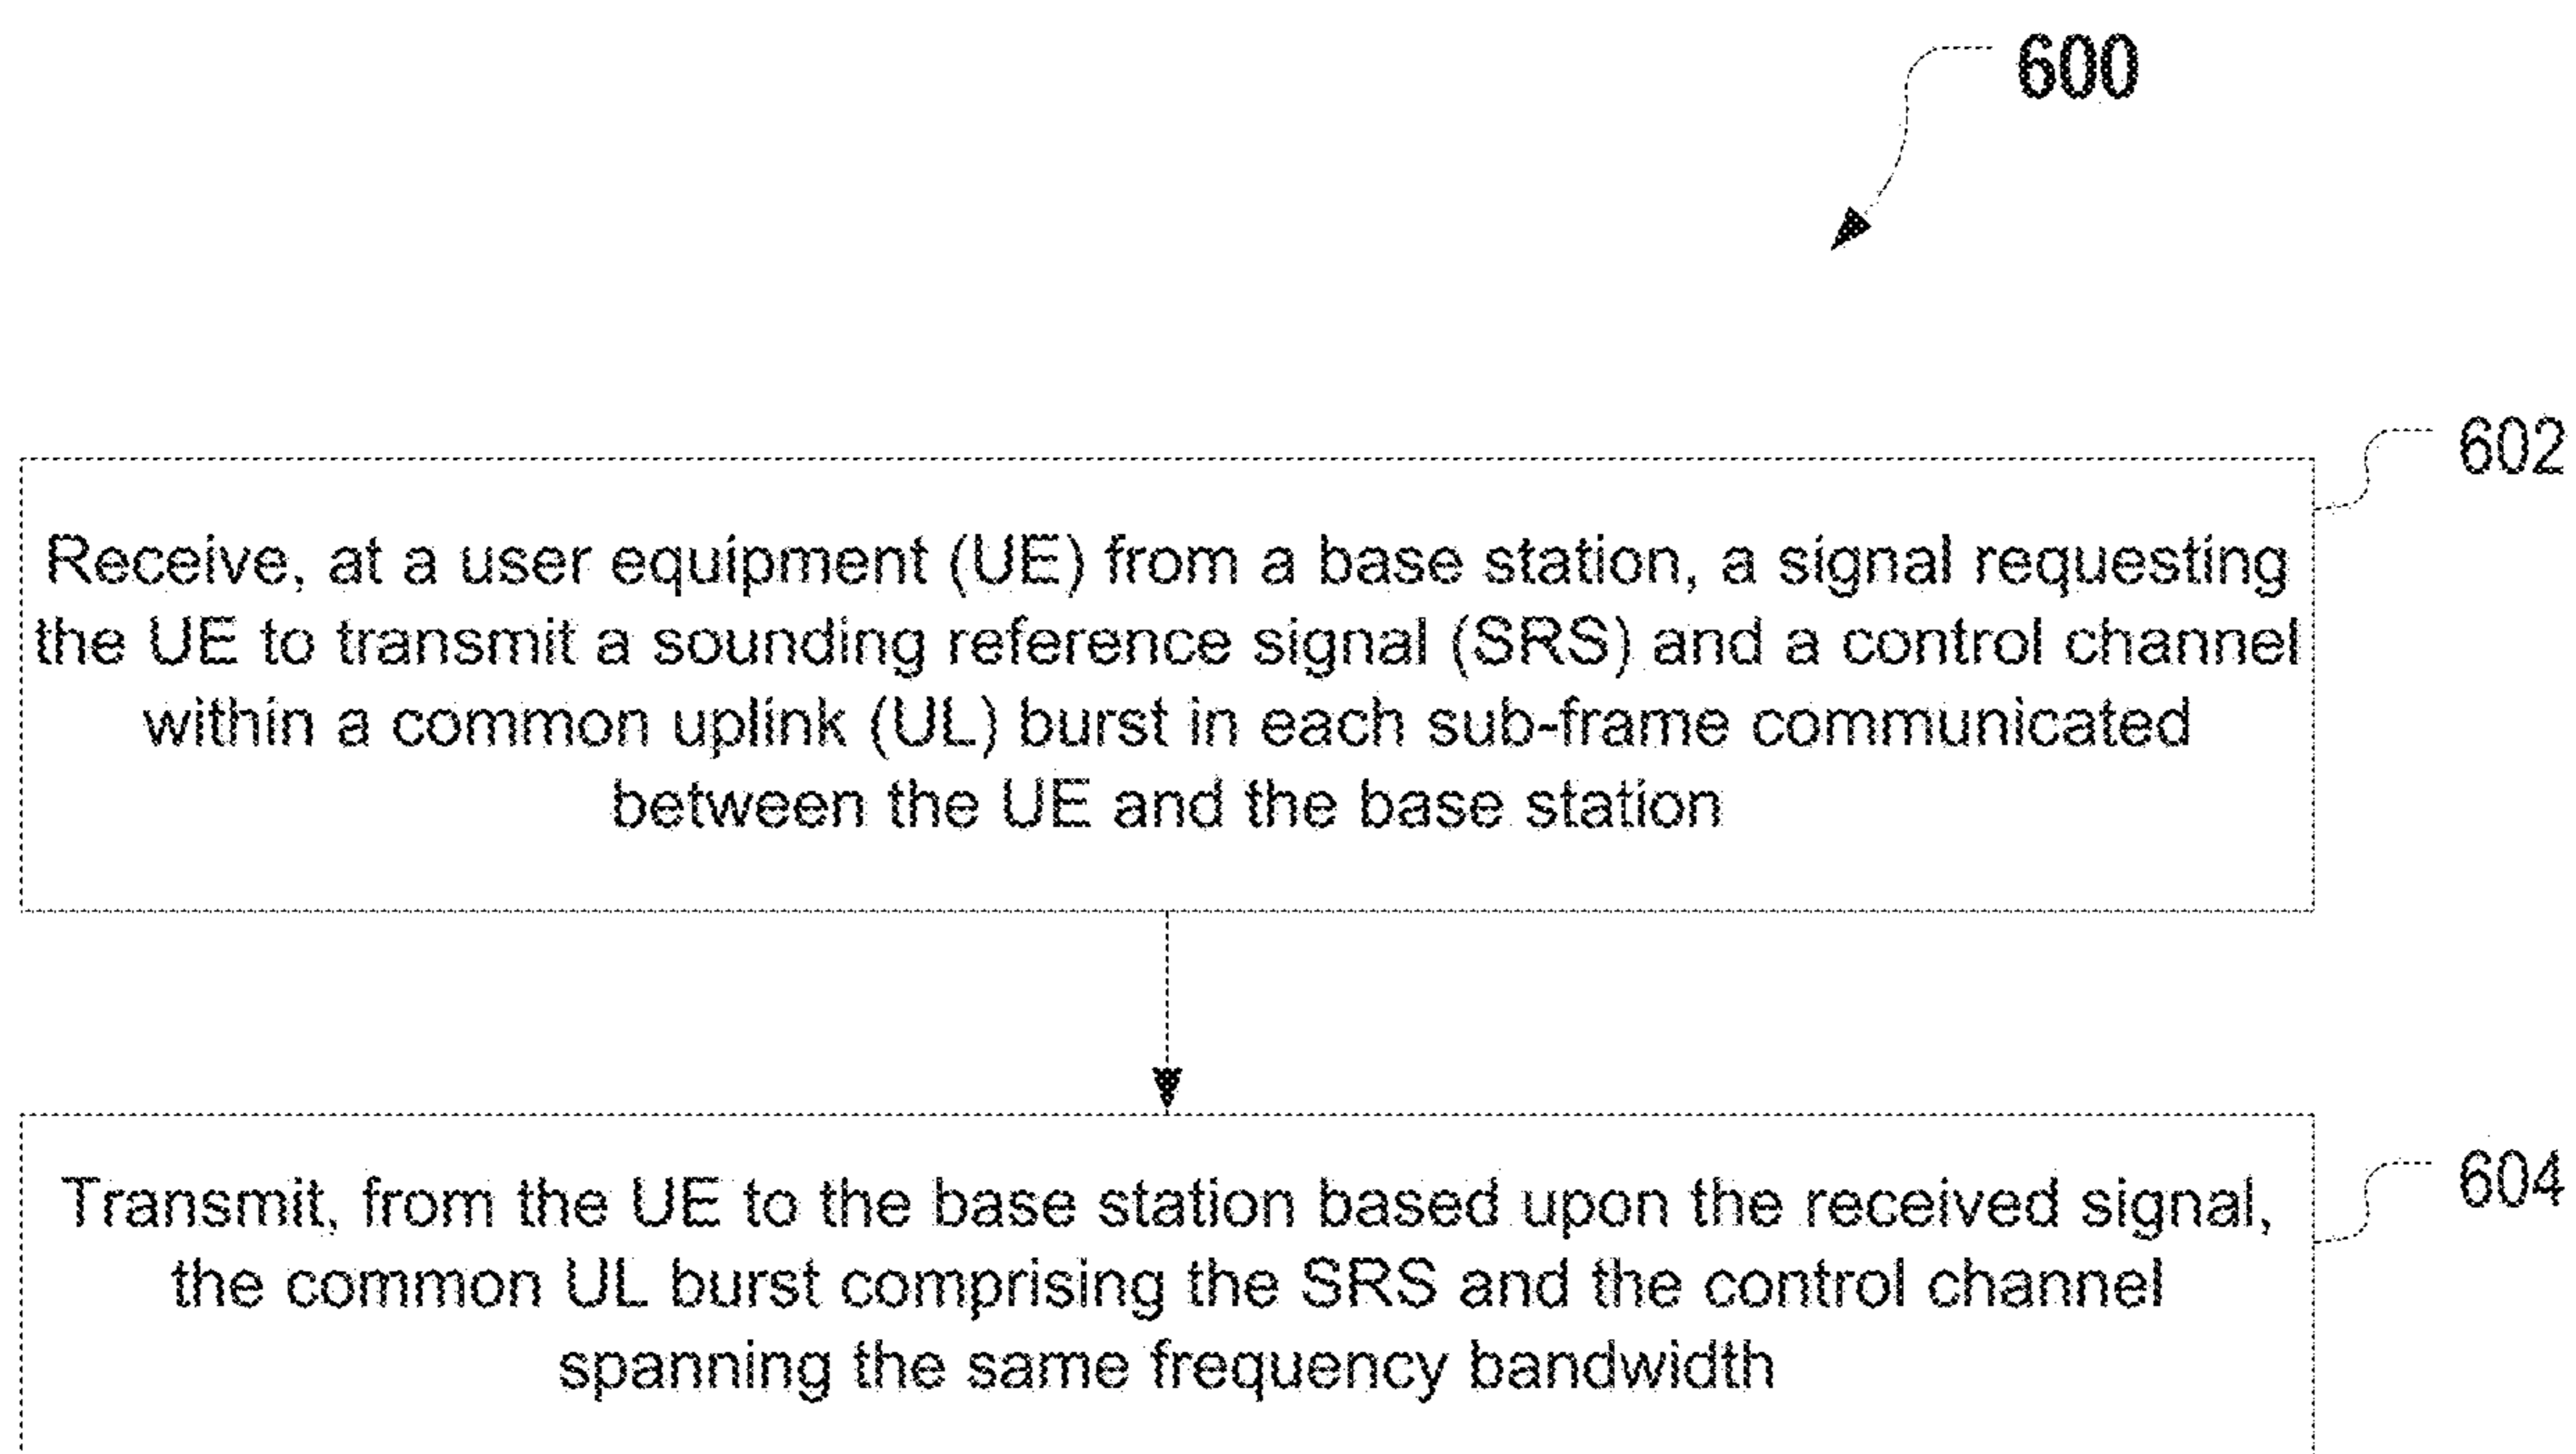 600
602
Receive, at a user equipment (UE) from a base station, a signal requesting
the UE to transmit a sounding reference signal (SRS) and a control channel
within a common uplink (UL) burst in each sub-frame communicated
between the UE and the base station
604
Transmit, from the UE to the base station based upon the received signal,
the common UL burst comprising the SRS and the control channel
spanning the same frequency bandwidth